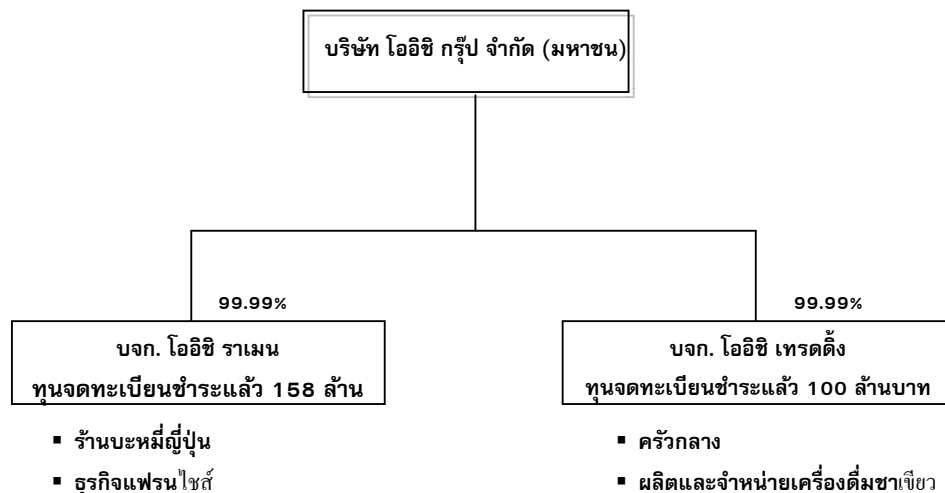 บริษัท โออิชิ กรุ๊ป จำกัด (มหาชน)
99.99%
99.99%
บจก. โออิชิ ราเมน
ทุนจดทะเบียนชำระแล้ว 158 ล้าน
บจก. โออิชิ เทรดดิ้ง
ทุนจดทะเบียนชำระแล้ว 100 ล้านบาท
▪ ร้านบะหมี่ญี่ปุ่น
▪ ธุรกิจแฟรนไชส์
▪ ครัวกลาง
▪ ผลิตและจำหน่ายเครื่องดื่มชาเขียว